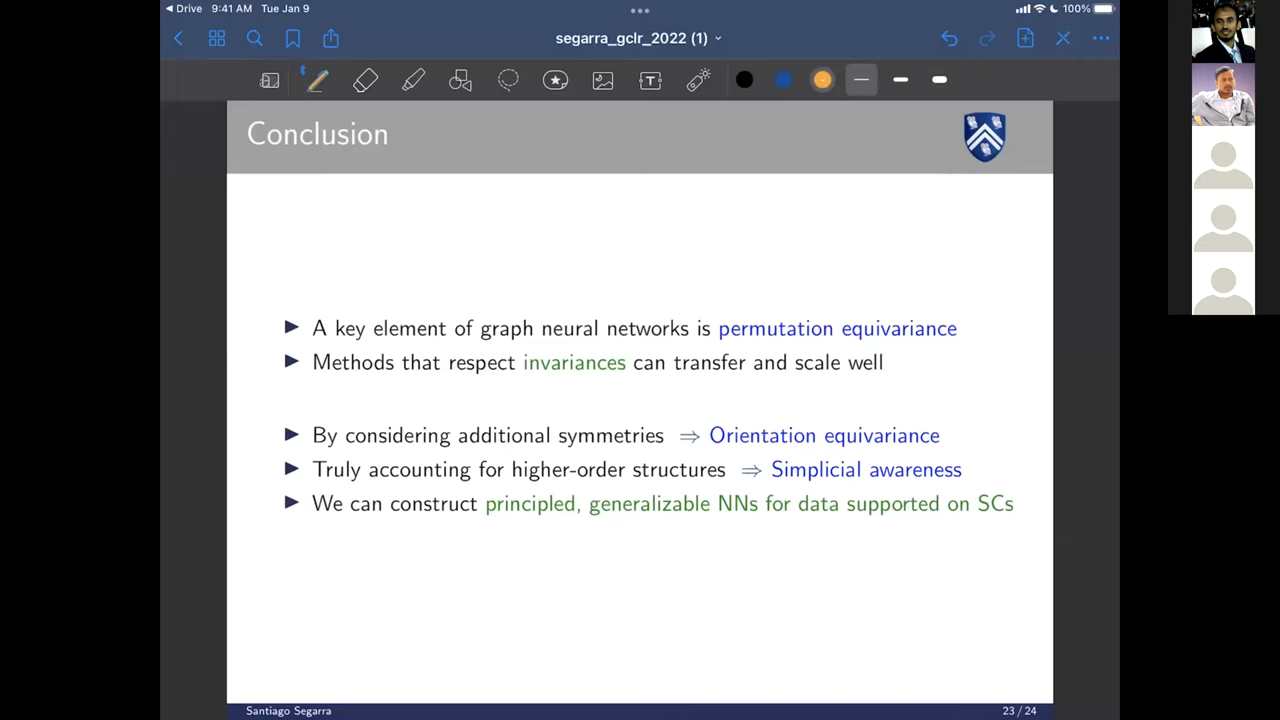 Drive 9:41 AM Tue Jan 9 100%
segarra_gclr_2022 (1)
T
Conclusion
A key element of graph neural networks is permutation equivariance
Methods that respect invariances can transfer and scale well
By considering additional symmetries ⇒ Orientation equivariance
Truly accounting for higher-order structures ⇒ Simplicial awareness
We can construct principled, generalizable NNs for data supported on SCs
Santiago Segarra 23 / 24